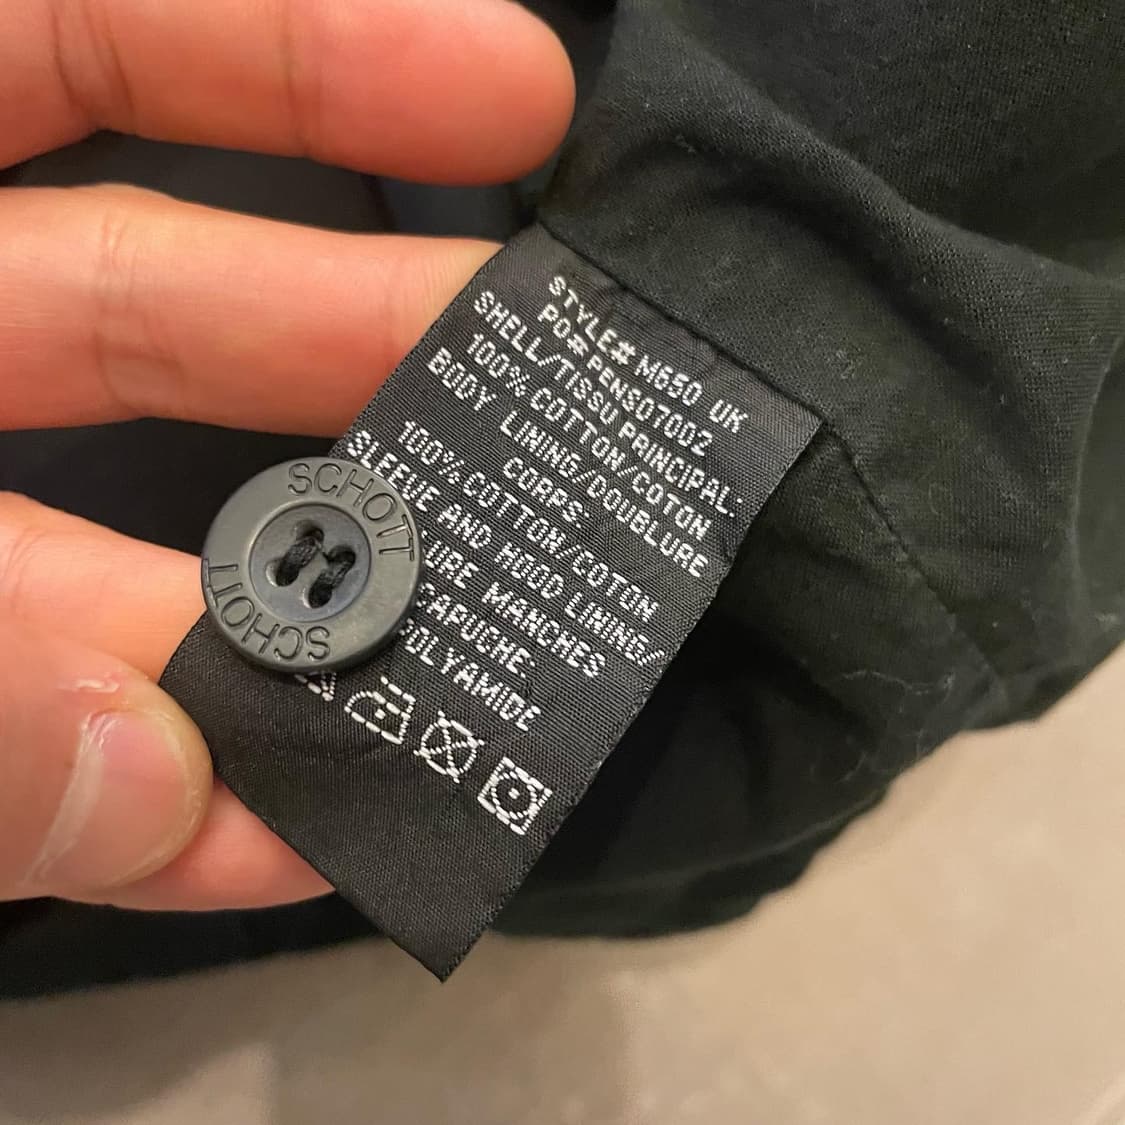 STYLE# M650 UK
PO# PENS07002
SHELL/TISSU PRINCIPAL:
100% COTTON/COTON
BODY LINING/DOUBLURE
CORPS:
100% COTTON/COTON
SLEEVE AND HOOD LINING/
URE MANCHES
CAPUCHE:
POLYAMIDE
SCHOTT
SCHOTT